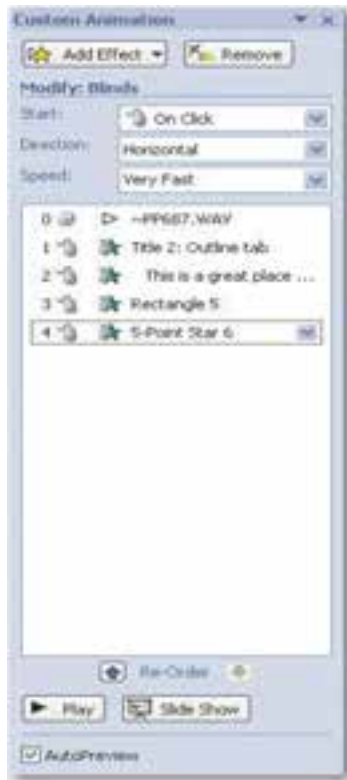 Custom Animation
Add Effect Remove
Modify: Blinds
Start: On Click
Direction: Horizontal
Speed: Very Fast
0 ~PP687.WAV
1 Title 2: Outline tab
2 This is a great place ...
3 Rectangle 5
4 5-Point Star 6
Re-Order
Play Slide Show
AutoPreview